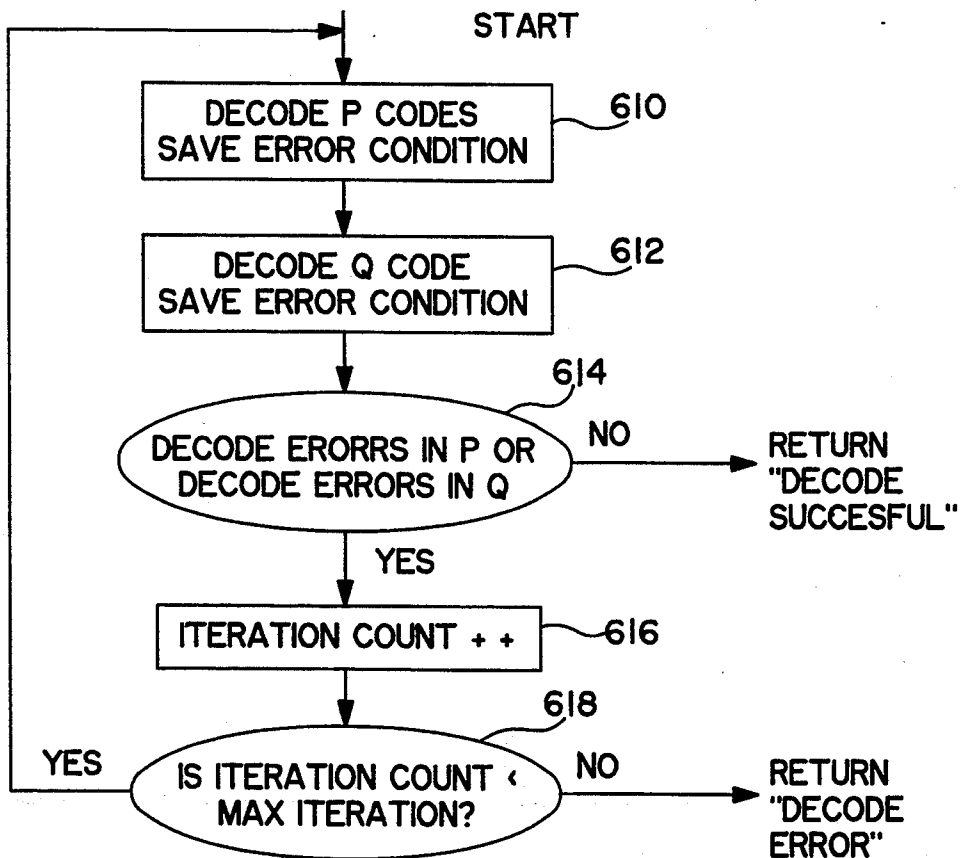 START
DECODE P CODES
SAVE ERROR CONDITION
610
DECODE Q CODE
SAVE ERROR CONDITION
612
614
DECODE ERORRS IN P OR
DECODE ERRORS IN Q
NO
RETURN
"DECODE
SUCCESFUL"
YES
ITERATION COUNT + +
616
618
YES
IS ITERATION COUNT <
MAX ITERATION?
NO
RETURN
"DECODE
ERROR"